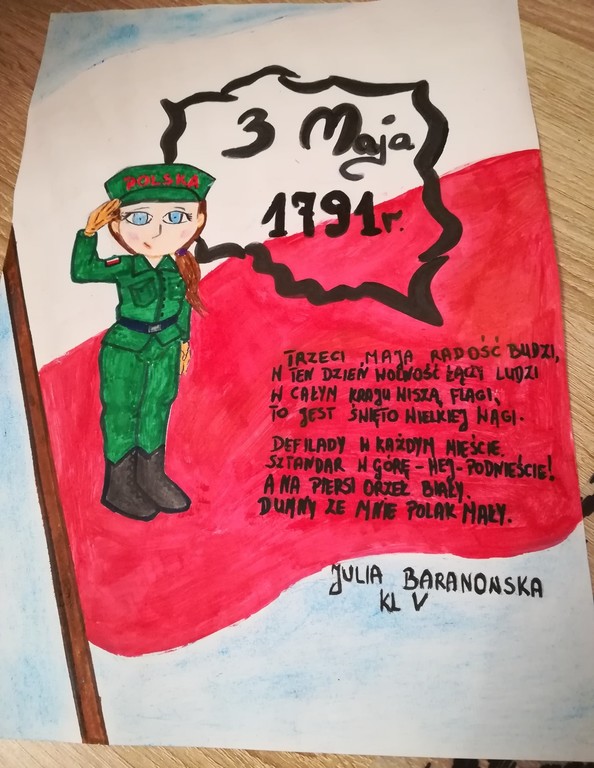 POLSKA
3 Maja
1791r.
TRZECI MAJA RADOŚĆ BUDZI,
W TEN DZIEŃ WOLNOŚĆ ŁĄCZY LUDZI
W CAŁYM KRAJU WISZĄ FLAGI,
TO JEST ŚWIĘTO WIELKIEJ WAGI.
DEFILADY W KAŻDYM MIEŚCIE,
SZTANDAR W GÓRĘ - HEJ - PODNIEŚCIE!
A NA PIERSI ORZEŁ BIAŁY.
DUMNY ZE MNIE POLAK MAŁY.
JULIA BARANOWSKA
KL V